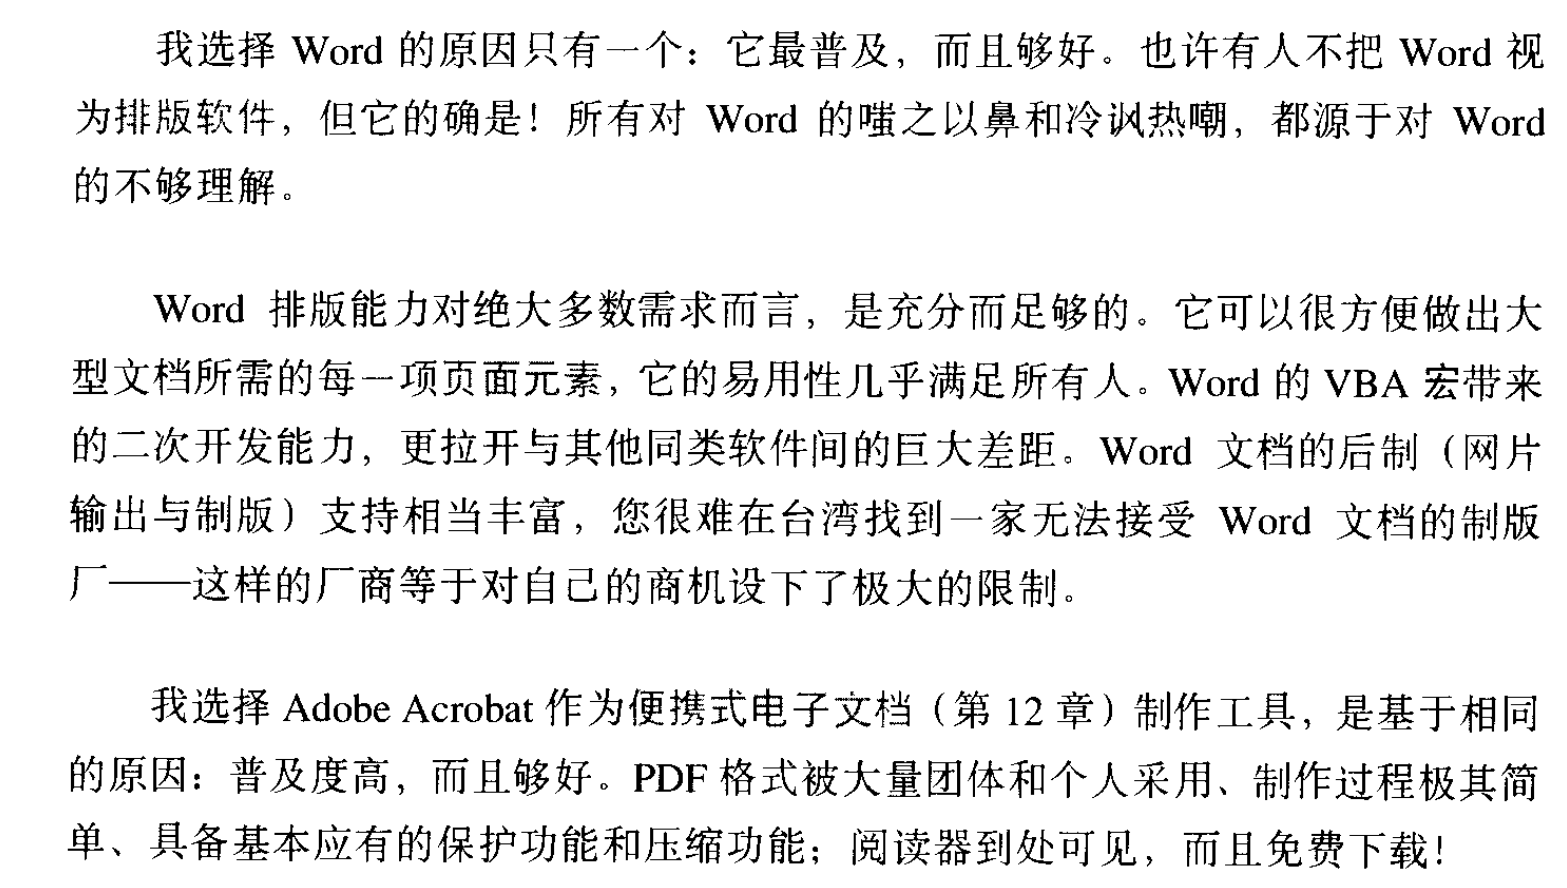 我选择 Word 的原因只有一个：它最普及，而且够好。也许有人不把 Word 视
为排版软件，但它的确是！所有对 Word 的嗤之以鼻和冷讽热嘲，都源于对 Word
的不够理解。
Word 排版能力对绝大多数需求而言，是充分而足够的。它可以很方便做出大
型文档所需的每一项页面元素，它的易用性几乎满足所有人。Word 的 VBA 宏带来
的二次开发能力，更拉开与其他同类软件间的巨大差距。Word 文档的后制（网片
输出与制版）支持相当丰富，您很难在台湾找到一家无法接受 Word 文档的制版
厂——这样的厂商等于对自己的商机设下了极大的限制。
我选择 Adobe Acrobat 作为便携式电子文档（第 12 章）制作工具，是基于相同
的原因：普及度高，而且够好。PDF 格式被大量团体和个人采用、制作过程极其简
单、具备基本应有的保护功能和压缩功能；阅读器到处可见，而且免费下载！